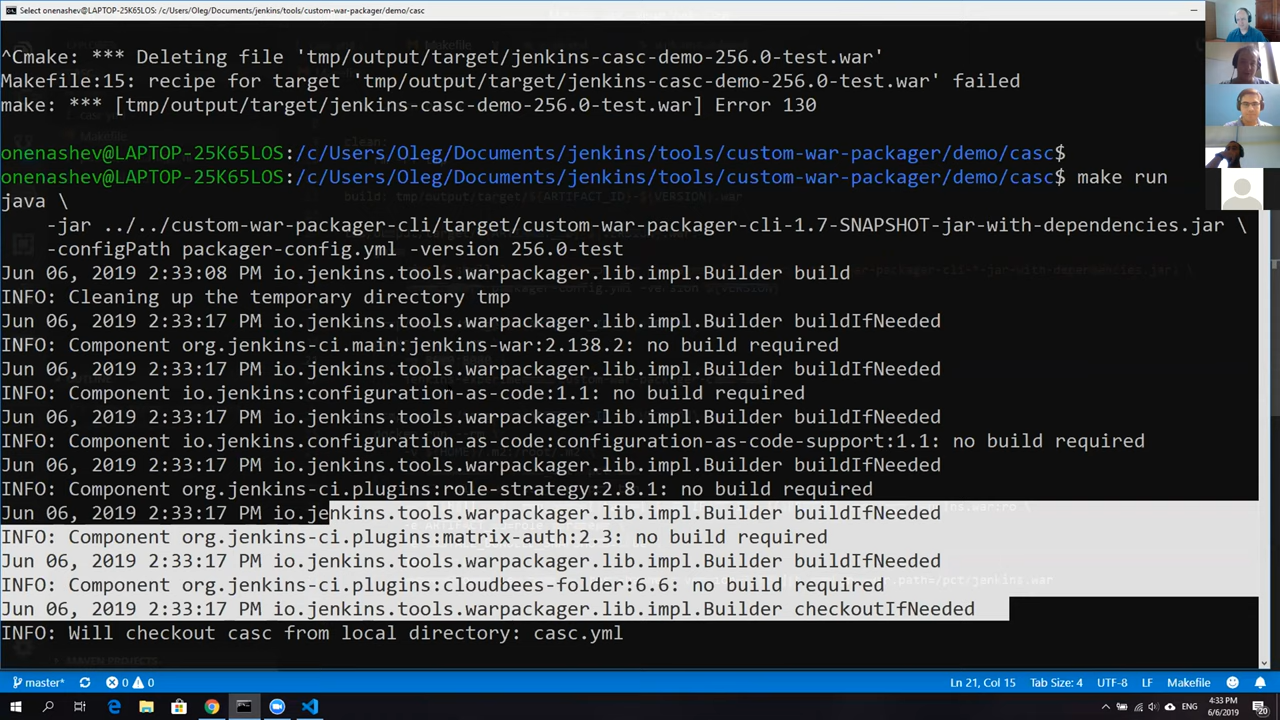 Select onenashev@LAPTOP-25K65LOS: /c/Users/Oleg/Documents/jenkins/tools/custom-war-packager/demo/casc
^Cmake: *** Deleting file 'tmp/output/target/jenkins-casc-demo-256.0-test.war'
Makefile:15: recipe for target 'tmp/output/target/jenkins-casc-demo-256.0-test.war' failed
make: *** [tmp/output/target/jenkins-casc-demo-256.0-test.war] Error 130
onenashev@LAPTOP-25K65LOS:/c/Users/Oleg/Documents/jenkins/tools/custom-war-packager/demo/casc$
onenashev@LAPTOP-25K65LOS:/c/Users/Oleg/Documents/jenkins/tools/custom-war-packager/demo/casc$ make run
java \
-jar ../../custom-war-packager-cli/target/custom-war-packager-cli-1.7-SNAPSHOT-jar-with-dependencies.jar \
-configPath packager-config.yml -version 256.0-test
Jun 06, 2019 2:33:08 PM io.jenkins.tools.warpackager.lib.impl.Builder build
INFO: Cleaning up the temporary directory tmp
Jun 06, 2019 2:33:17 PM io.jenkins.tools.warpackager.lib.impl.Builder buildIfNeeded
INFO: Component org.jenkins-ci.main:jenkins-war:2.138.2: no build required
Jun 06, 2019 2:33:17 PM io.jenkins.tools.warpackager.lib.impl.Builder buildIfNeeded
INFO: Component io.jenkins:configuration-as-code:1.1: no build required
Jun 06, 2019 2:33:17 PM io.jenkins.tools.warpackager.lib.impl.Builder buildIfNeeded
INFO: Component io.jenkins.configuration-as-code:configuration-as-code-support:1.1: no build required
Jun 06, 2019 2:33:17 PM io.jenkins.tools.warpackager.lib.impl.Builder buildIfNeeded
INFO: Component org.jenkins-ci.plugins:role-strategy:2.8.1: no build required
Jun 06, 2019 2:33:17 PM io.jenkins.tools.warpackager.lib.impl.Builder buildIfNeeded
INFO: Component org.jenkins-ci.plugins:matrix-auth:2.3: no build required
Jun 06, 2019 2:33:17 PM io.jenkins.tools.warpackager.lib.impl.Builder buildIfNeeded
INFO: Component org.jenkins-ci.plugins:cloudbees-folder:6.6: no build required
Jun 06, 2019 2:33:17 PM io.jenkins.tools.warpackager.lib.impl.Builder checkoutIfNeeded
INFO: Will checkout casc from local directory: casc.yml
MAVEN PROJECTS
master* 0 0 Ln 21, Col 15 Tab Size: 4 UTF-8 LF Makefile
ENG 4:33 PM
6/6/2019 20